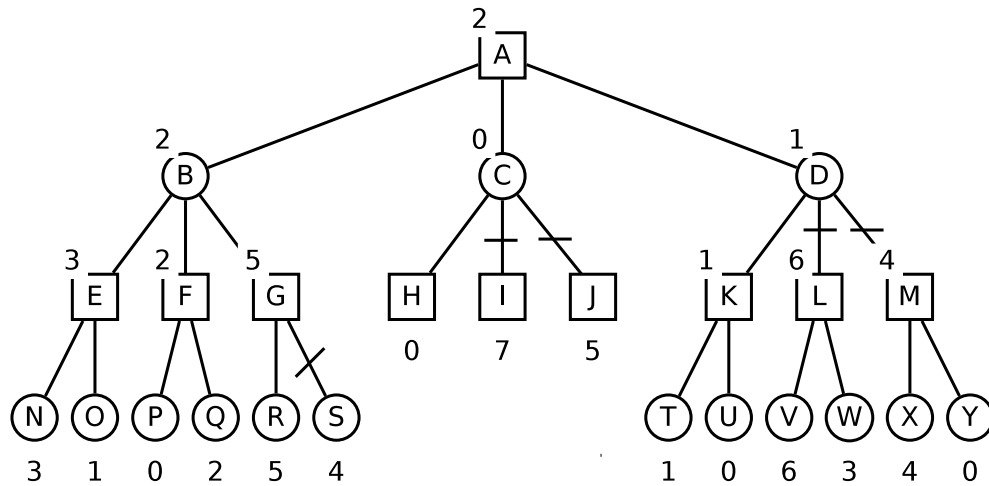 2
A
2 0 1
B C D
3 2 5 1 6 4
E F G H I J K L M
0 7 5
N O P Q R S T U V W X Y
3 1 0 2 5 4 1 0 6 3 4 0